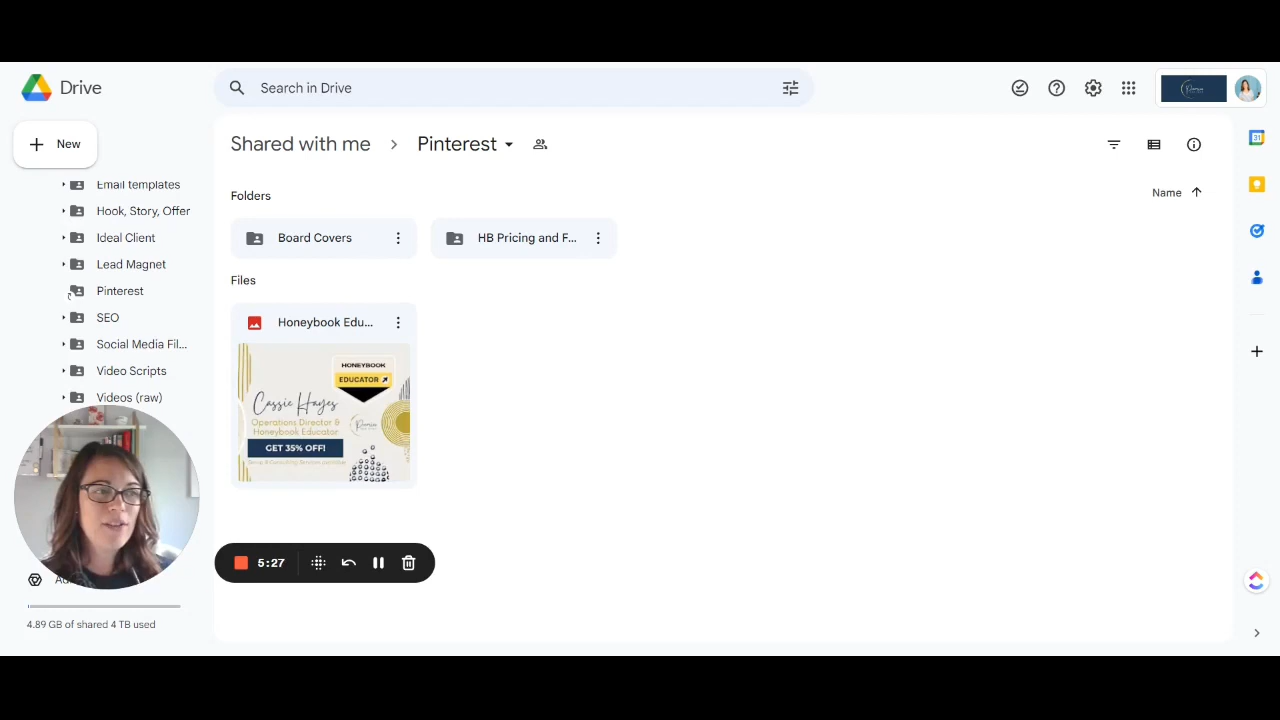 Drive
Search in Drive
New
Shared with me
Pinterest
Name
Email templates
Hook, Story, Offer
Ideal Client
Lead Magnet
Pinterest
SEO
Social Media Fil...
Video Scripts
Videos (raw)
4.89 GB of shared 4 TB used
Folders
Board Covers
HB Pricing and F...
Files
Honeybook Edu...
HONEYBOOK
EDUCATOR
Cassie Hayes
Operations Director &
Honeybook Educator
GET 35% OFF!
5:27
31